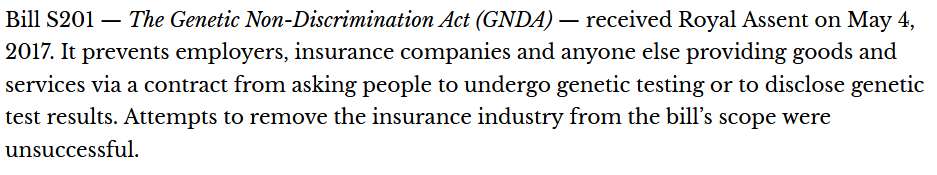 Bill S201 — The Genetic Non-Discrimination Act (GNDA) — received Royal Assent on May 4,
2017. It prevents employers, insurance companies and anyone else providing goods and
services via a contract from asking people to undergo genetic testing or to disclose genetic
test results. Attempts to remove the insurance industry from the bill’s scope were
unsuccessful.